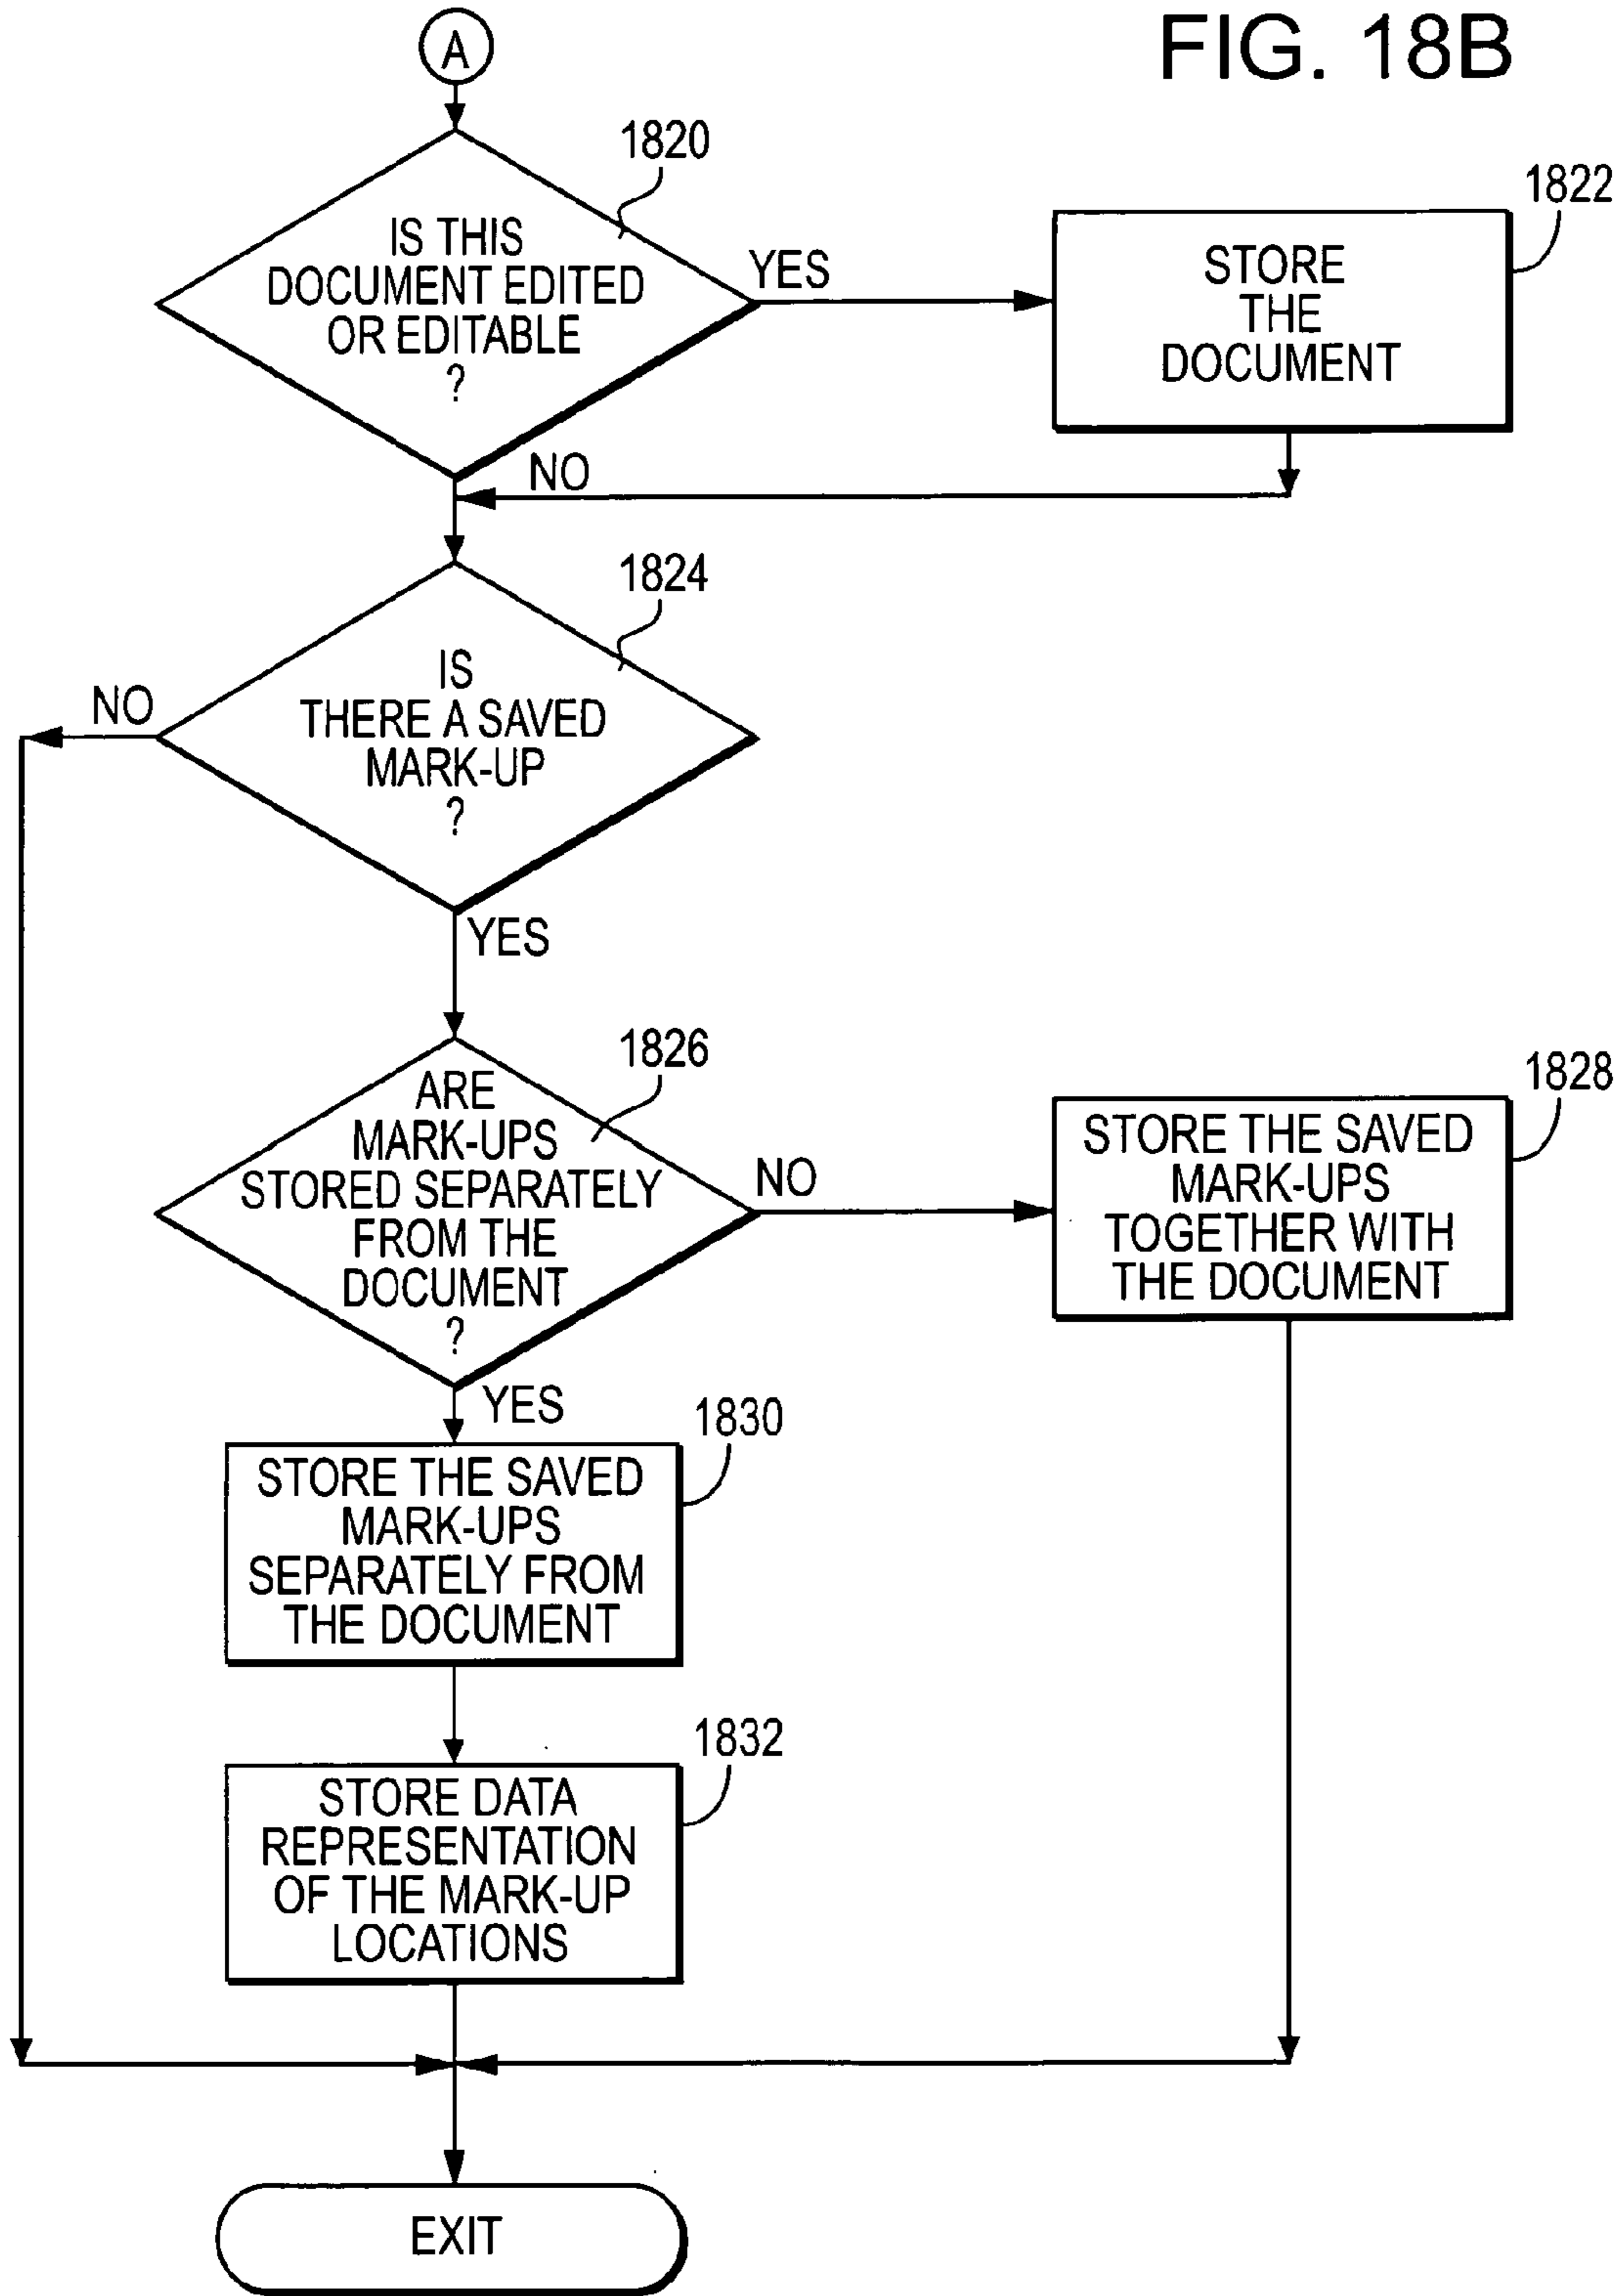 FIG. 18B
A
1820
IS THIS
DOCUMENT EDITED
OR EDITABLE
?
YES
1822
STORE
THE
DOCUMENT
NO
1824
IS
THERE A SAVED
MARK-UP
?
NO
YES
1826
ARE
MARK-UPS
STORED SEPARATELY
FROM THE
DOCUMENT
?
NO
1828
STORE THE SAVED
MARK-UPS
TOGETHER WITH
THE DOCUMENT
YES
1830
STORE THE SAVED
MARK-UPS
SEPARATELY FROM
THE DOCUMENT
1832
STORE DATA
REPRESENTATION
OF THE MARK-UP
LOCATIONS
EXIT